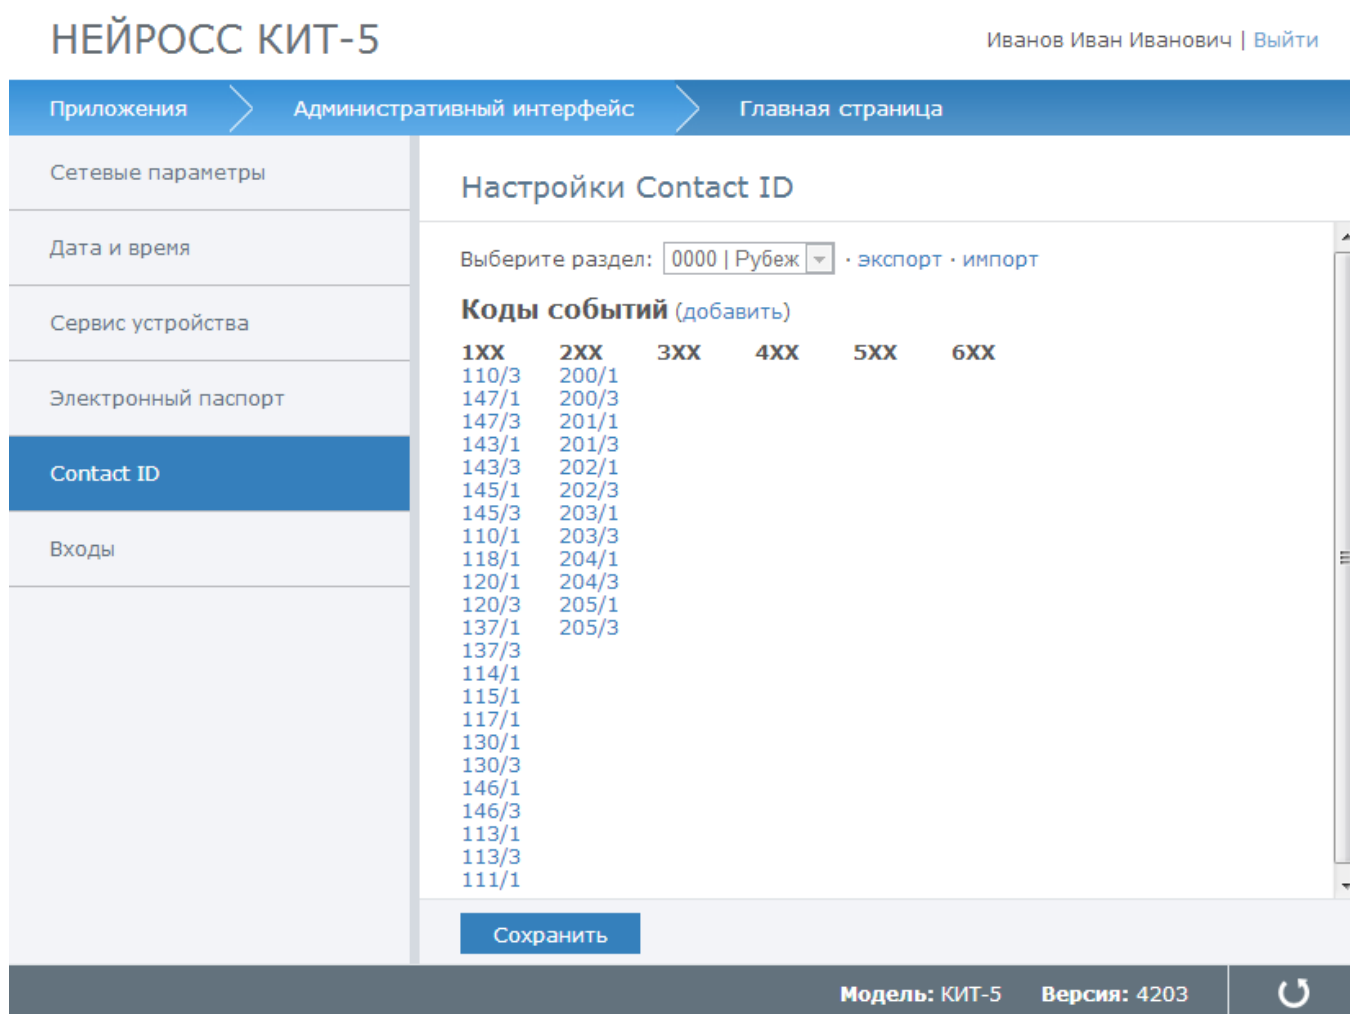 НЕЙРОСС КИТ-5
Иванов Иван Иванович | Выйти
Приложения Административный интерфейс Главная страница
Сетевые параметры
Дата и время
Сервис устройства
Электронный паспорт
Contact ID
Входы
Настройки Contact ID
Выберите раздел: 0000 | Рубеж · экспорт · импорт
Коды событий (добавить)
1XX 2XX 3XX 4XX 5XX 6XX
110/3 200/1
147/1 200/3
147/3 201/1
143/1 201/3
143/3 202/1
145/1 202/3
145/3 203/1
110/1 203/3
118/1 204/1
120/1 204/3
120/3 205/1
137/1 205/3
137/3
114/1
115/1
117/1
130/1
130/3
146/1
146/3
113/1
113/3
111/1
Сохранить
Модель: КИТ-5 Версия: 4203